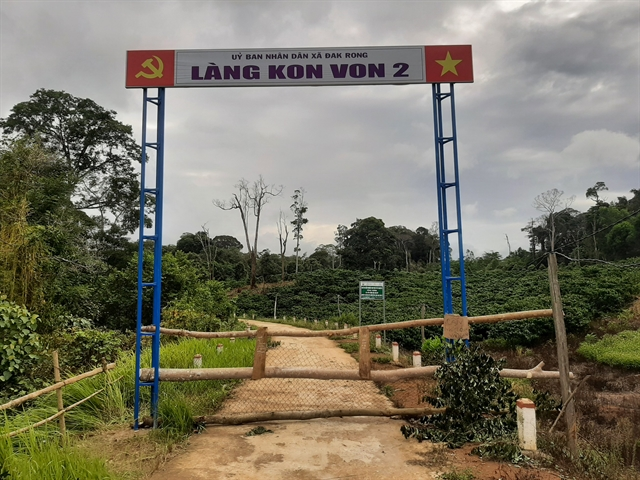 UỶ BAN NHÂN DÂN XÃ ĐAK RONG
LÀNG KON VON 2